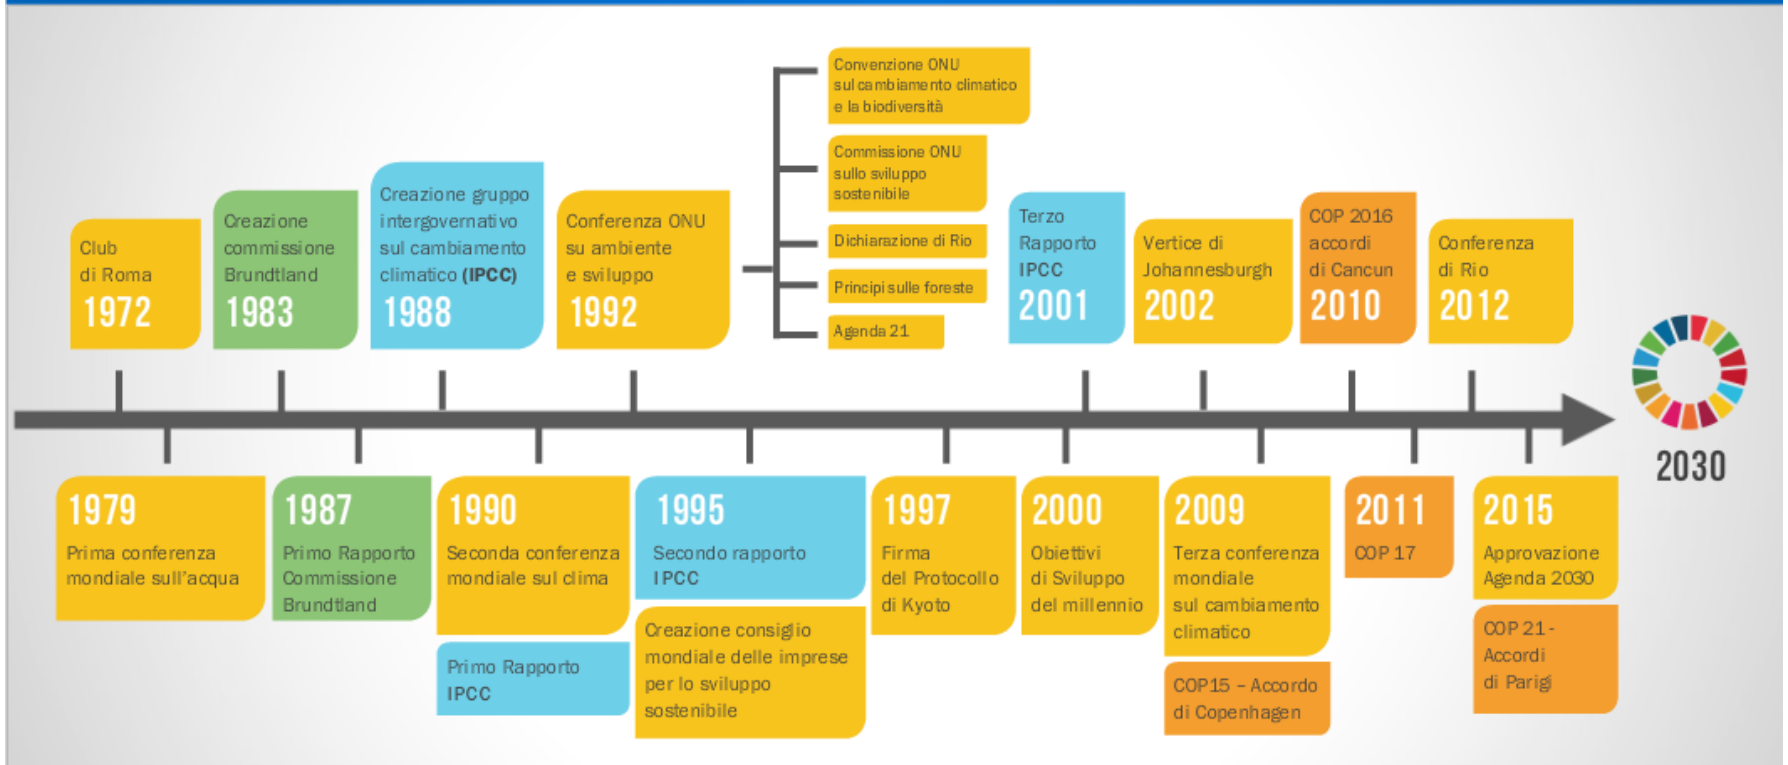 Club
di Roma
1972
Creazione
commissione
Brundtland
1983
Creazione gruppo
intergovernativo
sul cambiamento
climatico (IPCC)
1988
Conferenza ONU
su ambiente
e sviluppo
1992
Convenzione ONU
sul cambiamento climatico
e la biodiversità
Commissione ONU
sullo sviluppo
sostenibile
Dichiarazione di Rio
Principi sulle foreste
Agenda 21
Terzo
Rapporto
IPCC
2001
Vertice di
Johannesburgh
2002
COP 2016
accordi
di Cancun
2010
Conferenza
di Rio
2012
2030
1979
Prima conferenza
mondiale sull'acqua
1987
Primo Rapporto
Commissione
Brundtland
1990
Seconda conferenza
mondiale sul clima
Primo Rapporto
IPCC
1995
Secondo rapporto
IPCC
Creazione consiglio
mondiale delle imprese
per lo sviluppo
sostenibile
1997
Firma
del Protocollo
di Kyoto
2000
Obiettivi
di Sviluppo
del millennio
2009
Terza conferenza
mondiale
sul cambiamento
climatico
COP15 – Accordo
di Copenhagen
2011
COP 17
2015
Approvazione
Agenda 2030
COP 21 -
Accordi
di Parigi